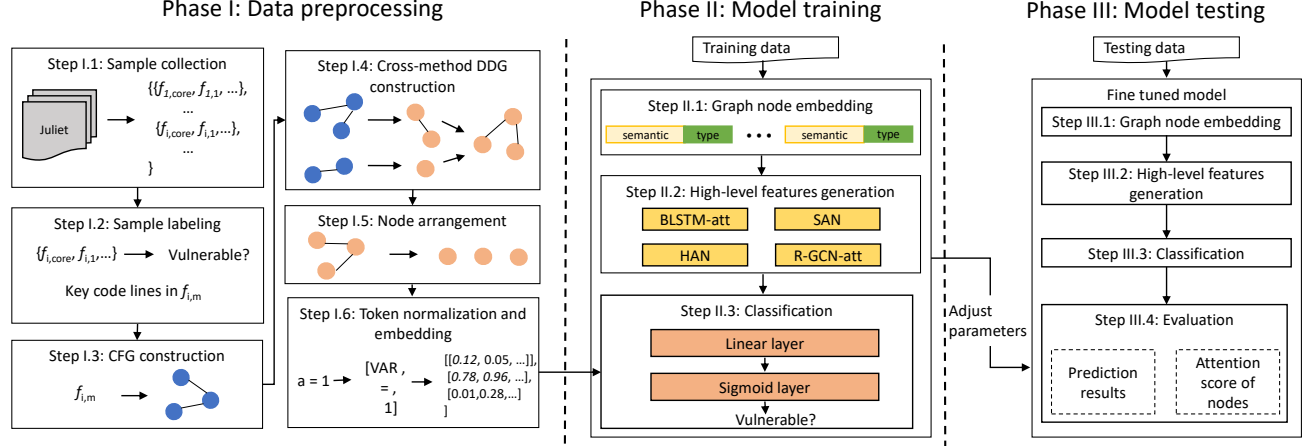 Phase I: Data preprocessing
Step I.1: Sample collection
Juliet
{{f1,core, f1,1, …},
…
{fi,core, fi,1,…},
…
}
Step I.2: Sample labeling
{fi,core, fi,1,…}
Vulnerable?
Key code lines in fi,m
Step I.3: CFG construction
fi,m
Step I.4: Cross-method DDG
construction
Step I.5: Node arrangement
Step I.6: Token normalization and
embedding
a = 1
[VAR ,
= ,
1]
[[0.12, 0.05, …]],
[0.78, 0.96, …],
[0.01,0.28,…]
]
Phase II: Model training
Training data
Step II.1: Graph node embedding
semantic
type
• • •
semantic
type
Step II.2: High-level features generation
BLSTM-att
SAN
HAN
R-GCN-att
Step II.3: Classification
Linear layer
Sigmoid layer
Vulnerable?
Adjust
parameters
Phase III: Model testing
Testing data
Fine tuned model
Step III.1: Graph node embedding
Step III.2: High-level features
generation
Step III.3: Classification
Step III.4: Evaluation
Prediction
results
Attention
score of
nodes